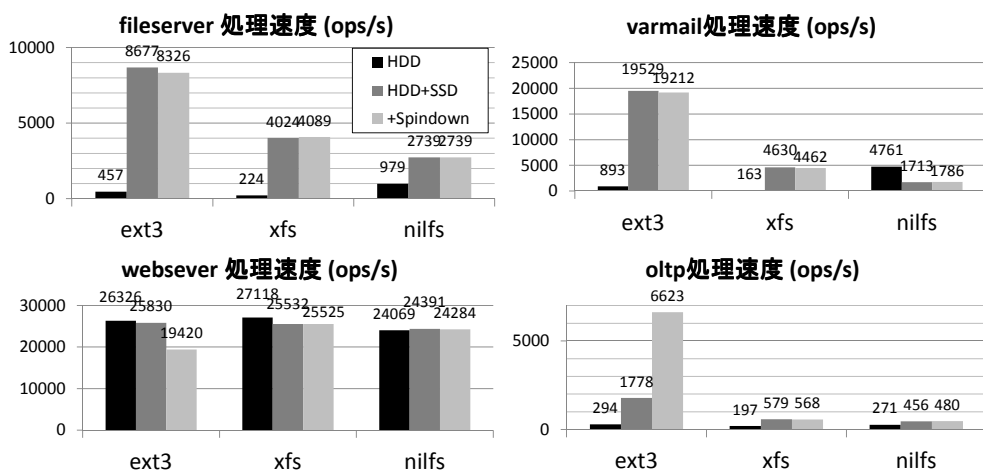 fileserver 処理速度 (ops/s)
10000
5000
0
457
8677
8326
224
4024
4089
979
2739
2739
HDD
HDD+SSD
+Spindown
ext3
xfs
nilfs
varmail処理速度 (ops/s)
25000
20000
15000
10000
5000
0
893
19529
19212
163
4630
4462
4761
1713
1786
ext3
xfs
nilfs
websever 処理速度 (ops/s)
30000
20000
10000
0
26326
25830
19420
27118
25532
25525
24069
24391
24284
ext3
xfs
nilfs
oltp処理速度 (ops/s)
5000
0
294
1778
6623
197
579
568
271
456
480
ext3
xfs
nilfs